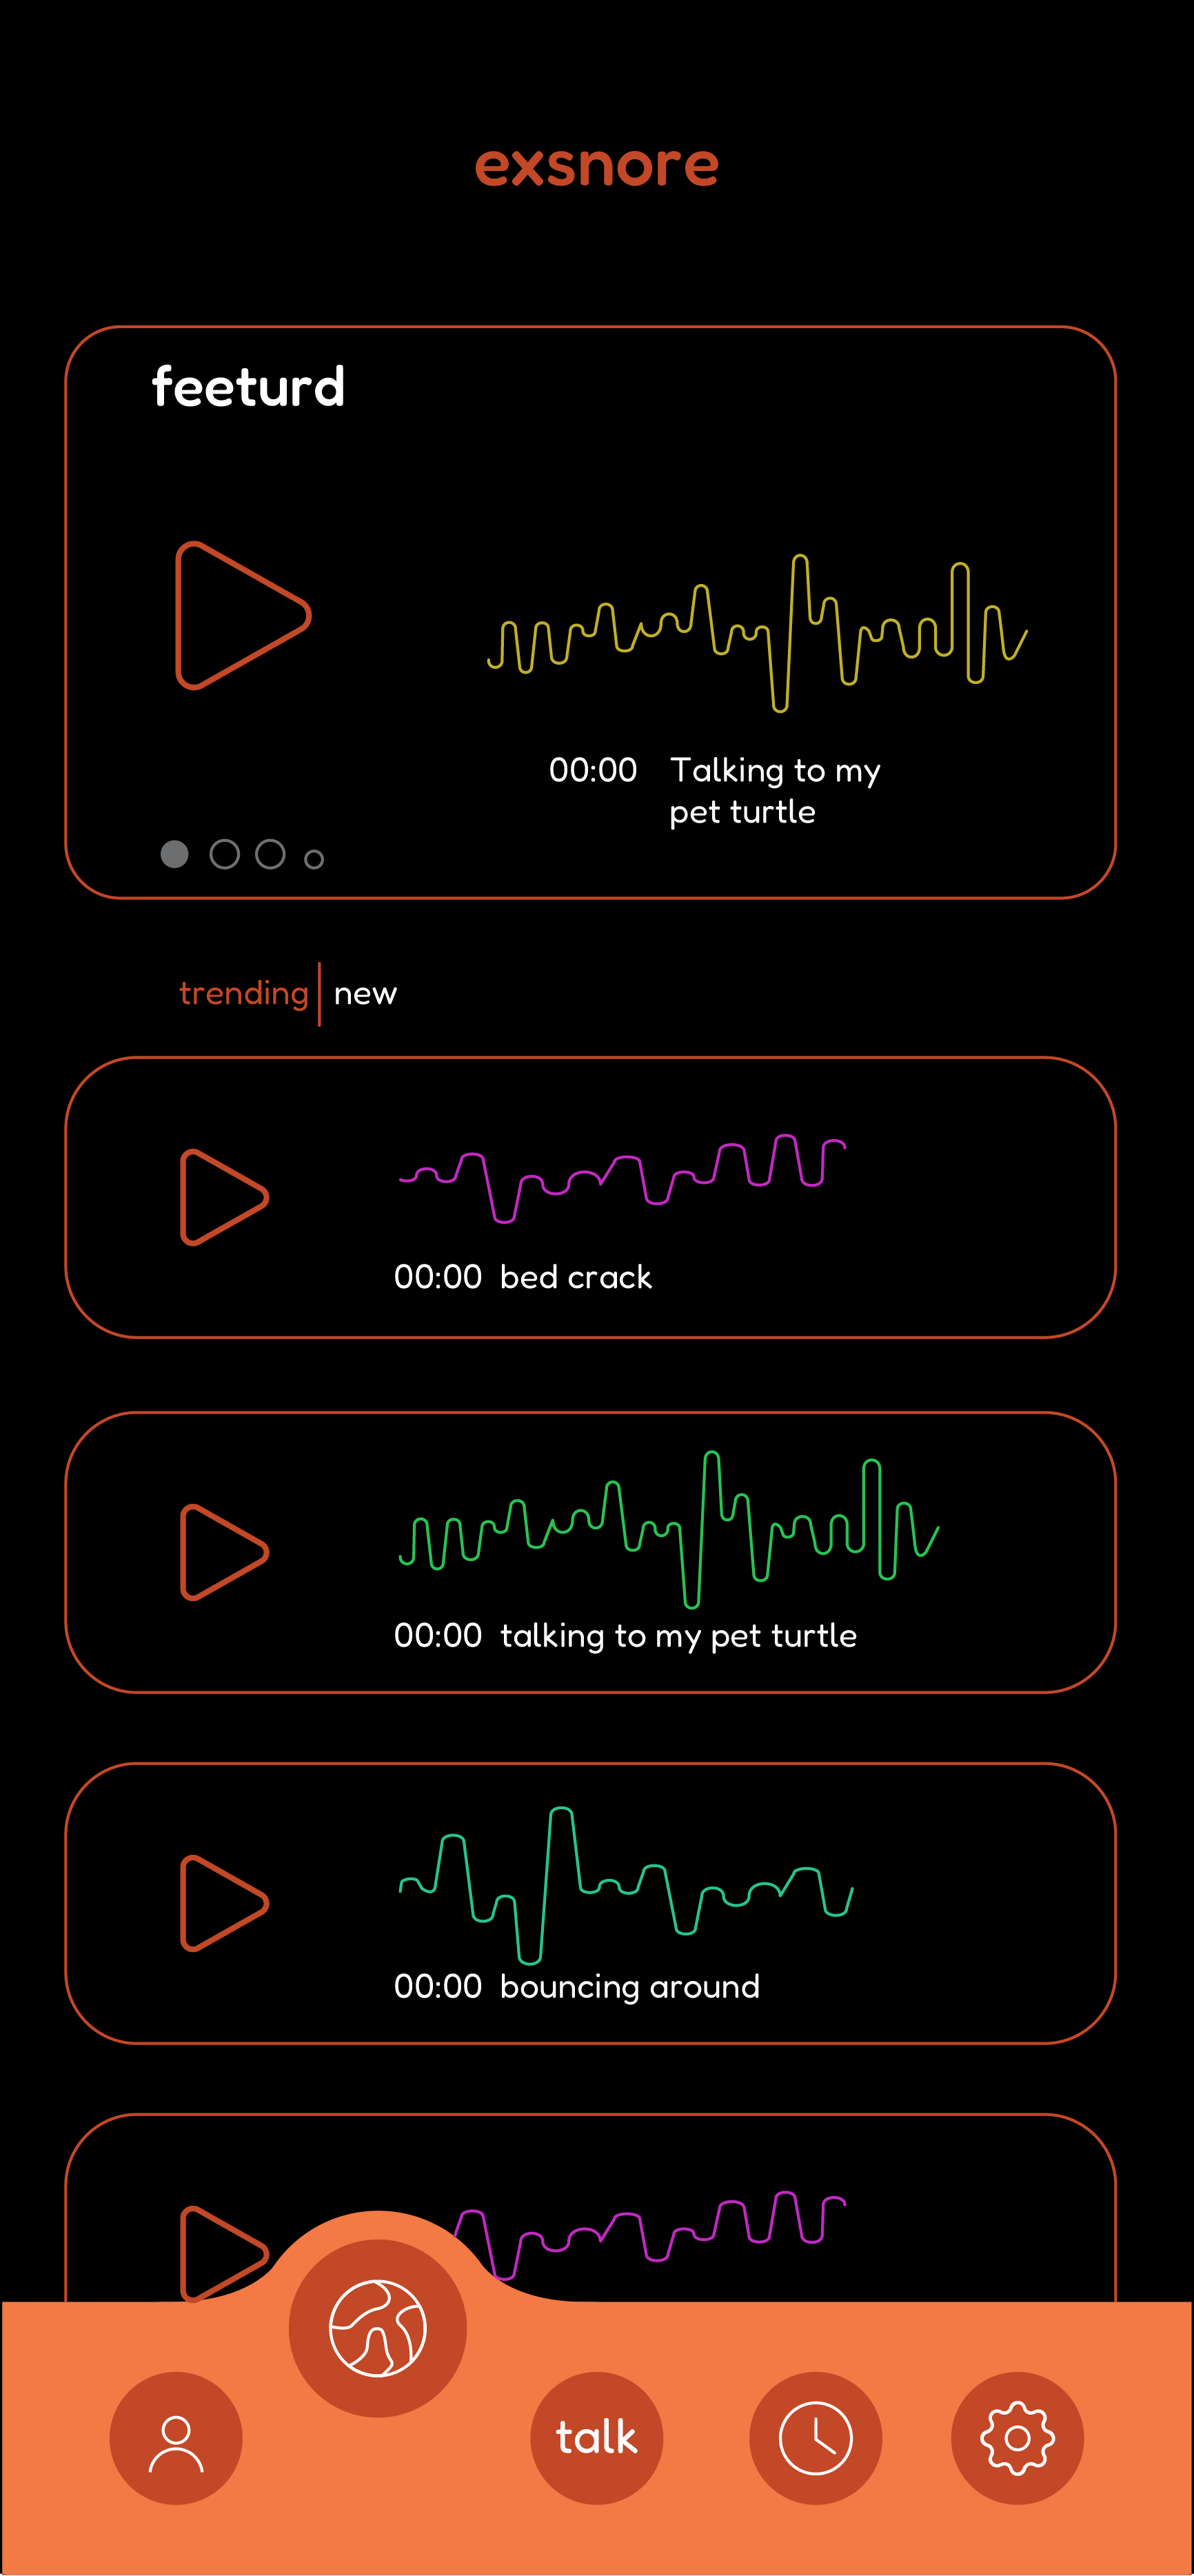 exsnore
feeturd
00:00 Talking to my
pet turtle
trending new
00:00 bed crack
00:00 talking to my pet turtle
00:00 bouncing around
talk